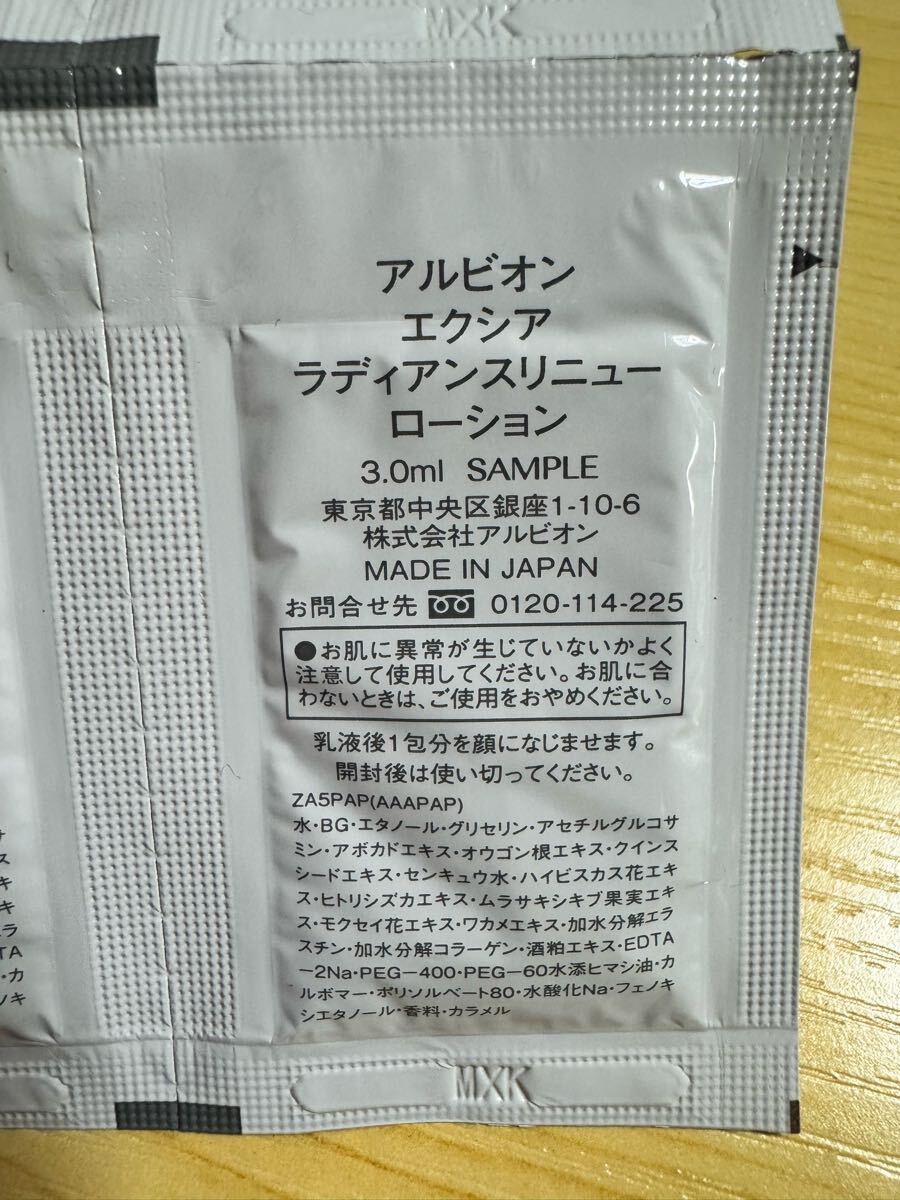 MXK
アルビオン
エクシア
ラディアンスリニュー
ローション
3.0ml SAMPLE
東京都中央区銀座1-10-6
株式会社アルビオン
MADE IN JAPAN
お問合せ先 0120-114-225
●お肌に異常が生じていないかよく
注意して使用してください。お肌に合
わないときは、ご使用をおやめください。
乳液後1包分を顔になじませます。
開封後は使い切ってください。
ZA5PAP(AAAPAP)
水・BG・エタノール・グリセリン・アセチルグルコサ
ミン・アボカドエキス・オウゴン根エキス・クインス
シードエキス・センキュウ水・ハイビスカス花エキ
ス・ヒトリシズカエキス・ムラサキシキブ果実エキ
ス・モクセイ花エキス・ワカメエキス・加水分解エラ
スチン・加水分解コラーゲン・酒粕エキス・EDTA
-2Na・PEG-400・PEG-60水添ヒマシ油・カ
ルボマー・ポリソルベート80・水酸化Na・フェノキ
シエタノール・香料・カラメル
MXK
サ
ス
キ
キ
ラ
TA
・カ
ノキ